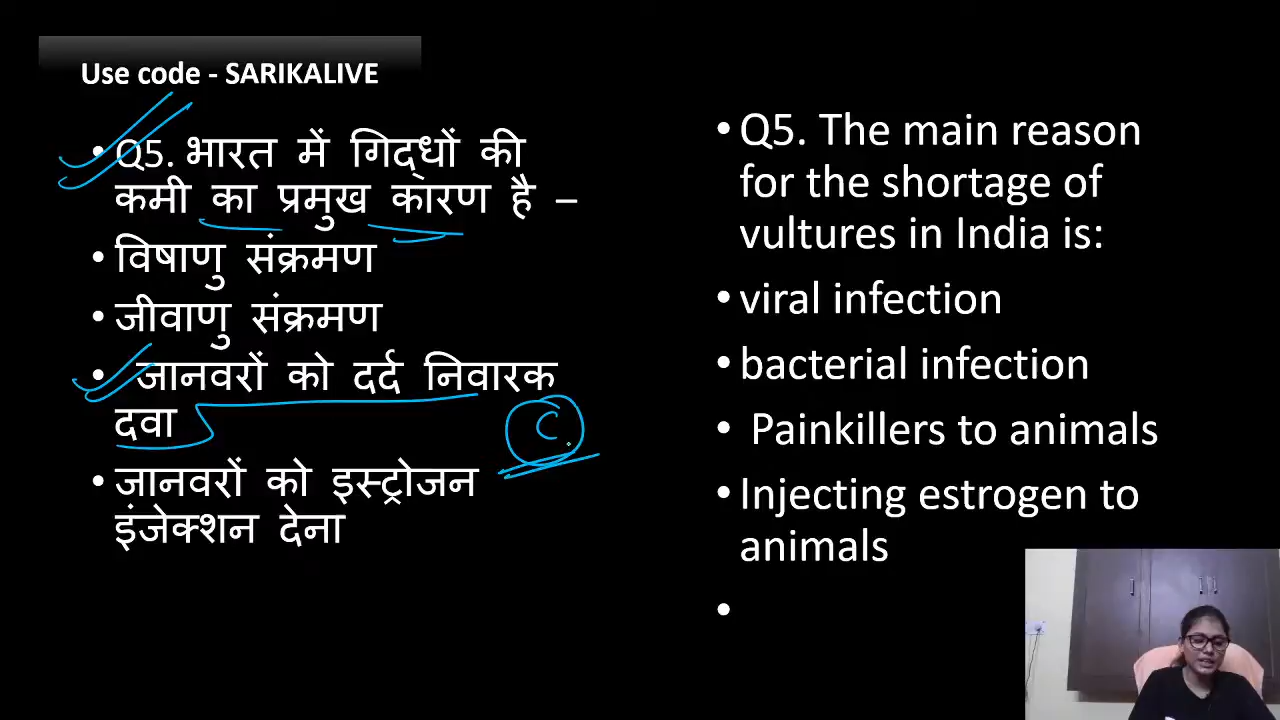 Use code - SARIKALIVE
• Q5. भारत में गिद्धों की
कमी का प्रमुख कारण है –
• विषाणु संक्रमण
• जीवाणु संक्रमण
• जानवरों को दर्द निवारक
दवा
C
• जानवरों को इस्ट्रोजन
इंजेक्शन देना
• Q5. The main reason
for the shortage of
vultures in India is:
• viral infection
• bacterial infection
• Painkillers to animals
• Injecting estrogen to
animals
•